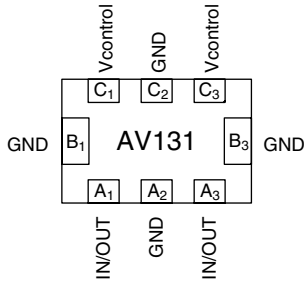 Vcontrol GND Vcontrol
C1 C2 C3
GND B1 AV131 B3 GND
A1 A2 A3
IN/OUT GND IN/OUT